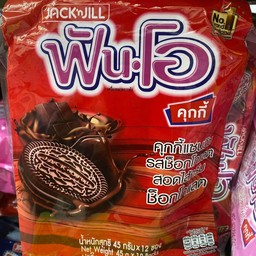 JACK'nJILL
No.
ฟันโอ
คุกกี้
คุกกี้แซนวิช
รสช็อกโกแลต
สอดไส้ครีม
ช็อกโกแลต
น้ำหนักสุทธิ 45 กรัม x 12 ซอง
Net Weight 45 g x 12